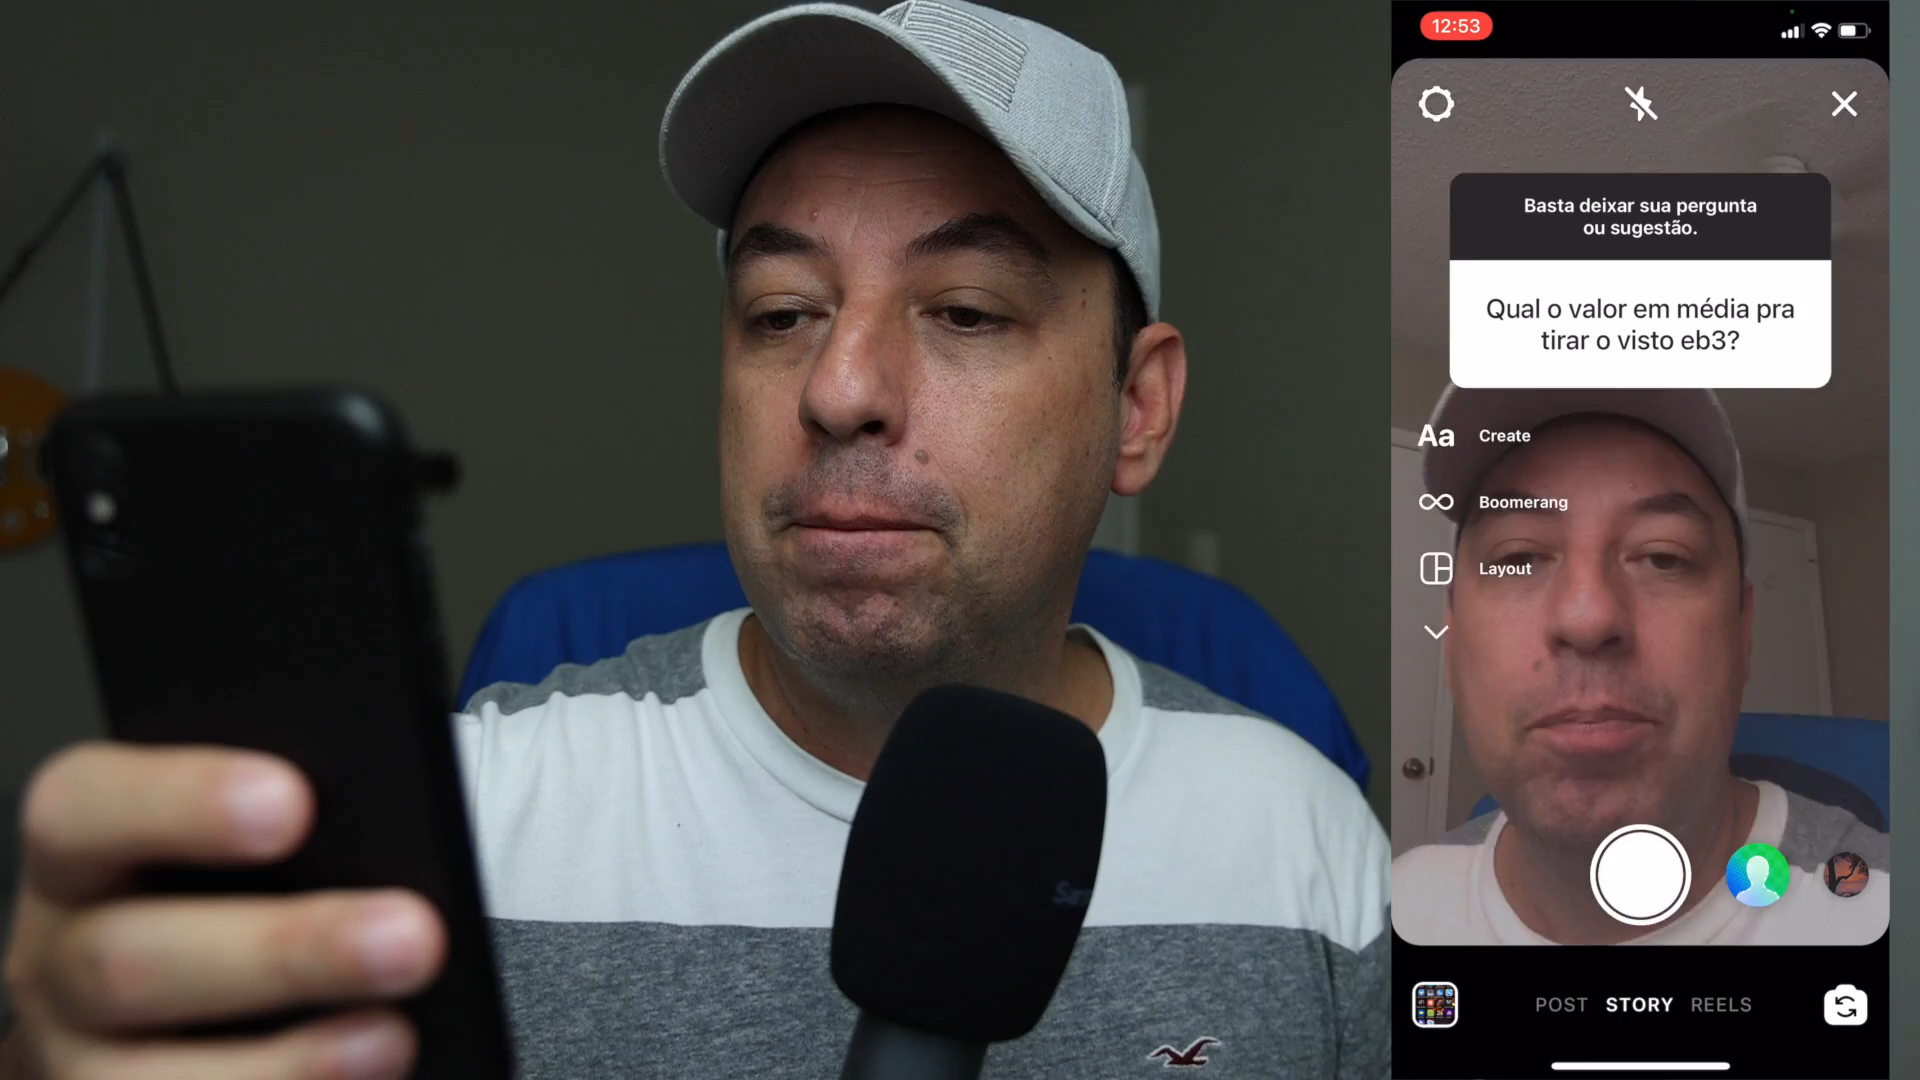 12:53
Basta deixar sua pergunta
ou sugestão.
Qual o valor em média pra
tirar o visto eb3?
Aa Create
Boomerang
Layout
POST STORY REELS